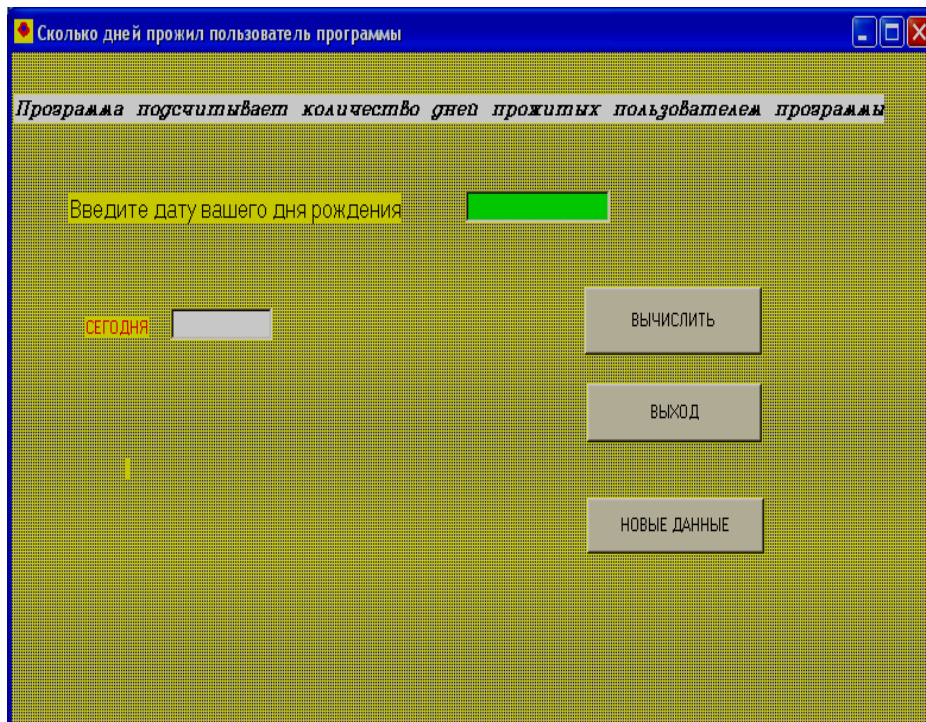 Сколько дней прожил пользователь программы
Программа подсчитывает количество дней прожитых пользователем программы
Введите дату вашего дня рождения
СЕГОДНЯ
ВЫЧИСЛИТЬ
ВЫХОД
НОВЫЕ ДАННЫЕ